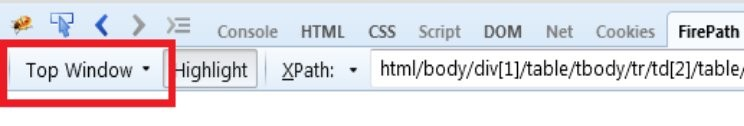 Console HTML CSS Script DOM Net Cookies FirePath
Top Window Highlight XPath: html/body/div[1]/table/tbody/tr/td[2]/table/